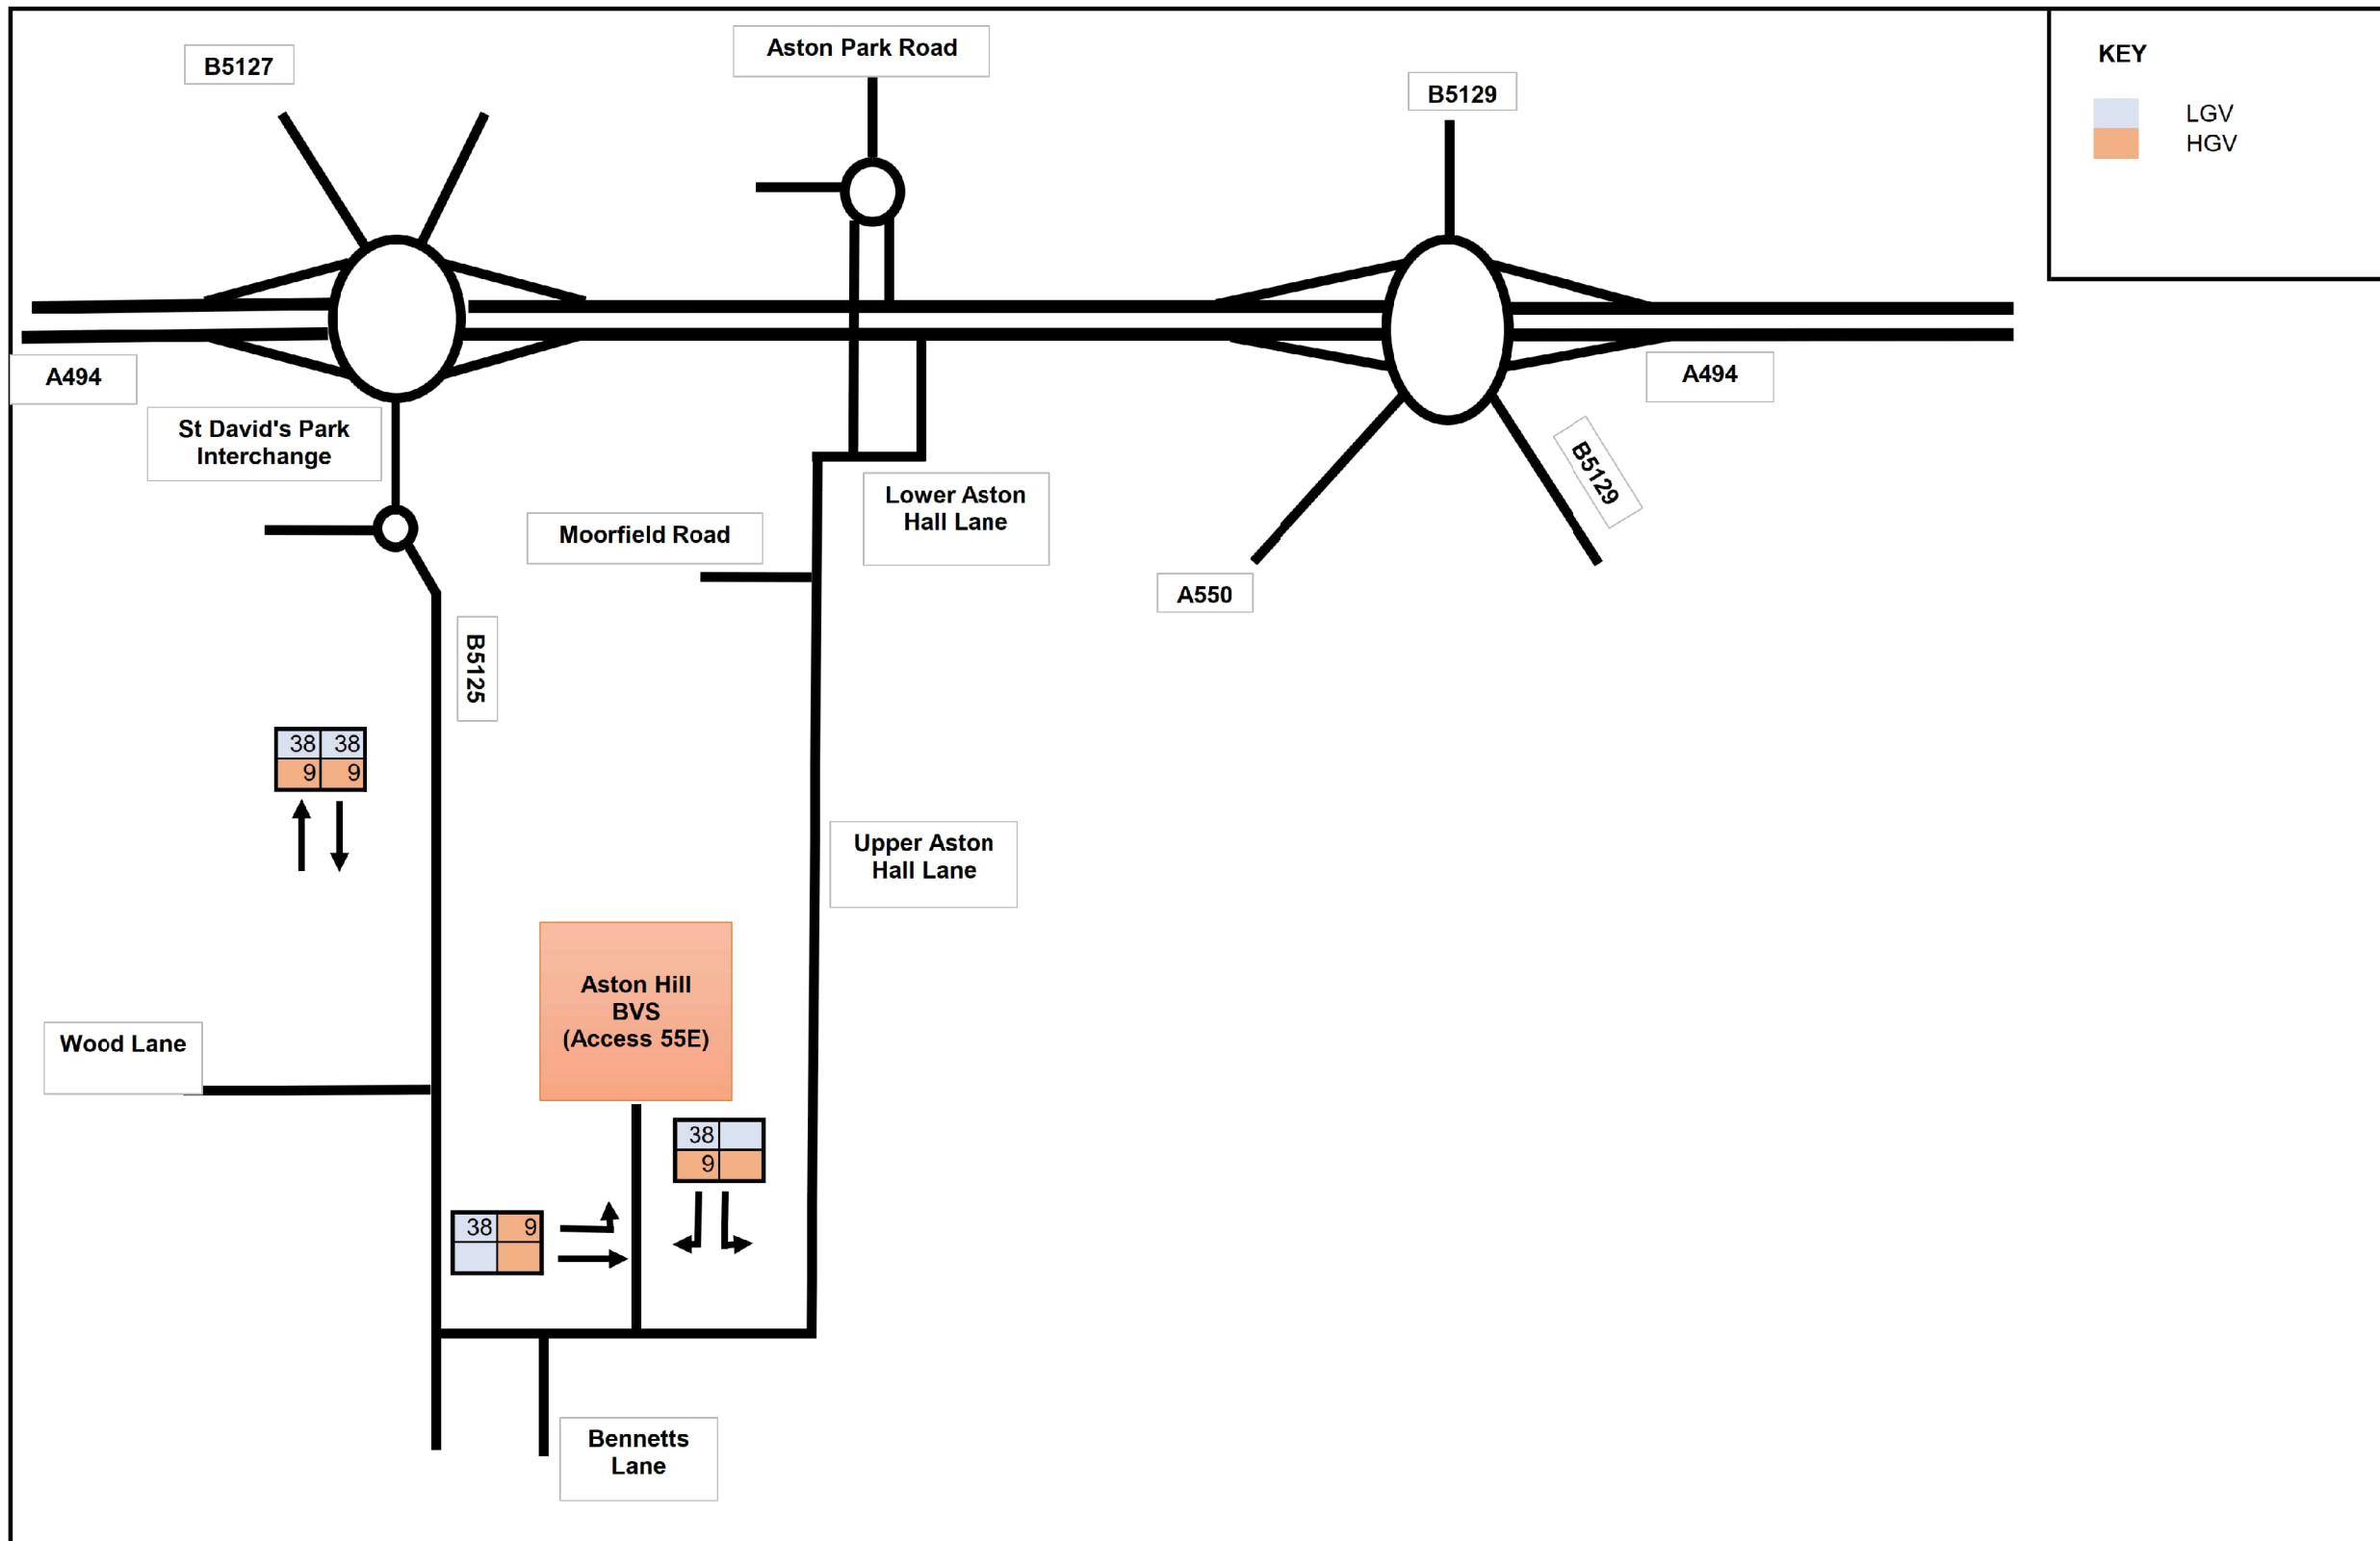 Aston Park Road
KEY
B5127
B5129
LGV
HGV
A494
A494
St David's Park
Interchange
B5129
Lower Aston
Hall Lane
Moorfield Road
A550
B5125
38 38
9 9
Upper Aston
Hall Lane
Aston Hill
BVS
(Access 55E)
Wood Lane
38
9
38 9
Bennetts
Lane